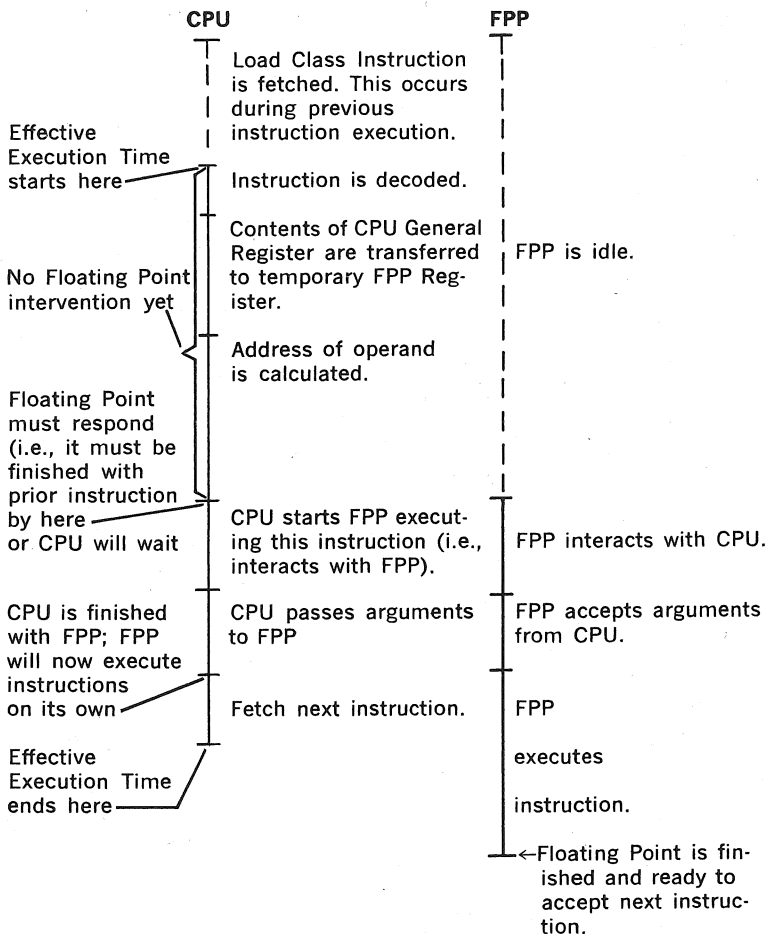 CPU
FPP
Load Class Instruction
is fetched. This occurs
during previous
instruction execution.
Effective
Execution Time
starts here
Instruction is decoded.
Contents of CPU General
Register are transferred
to temporary FPP Reg-
ister.
FPP is idle.
No Floating Point
intervention yet
Address of operand
is calculated.
Floating Point
must respond
(i.e., it must be
finished with
prior instruction
by here
or CPU will wait
CPU starts FPP execut-
ing this instruction (i.e.,
interacts with FPP).
FPP interacts with CPU.
CPU is finished
with FPP; FPP
will now execute
instructions
on its own
CPU passes arguments
to FPP
FPP accepts arguments
from CPU.
Fetch next instruction.
FPP
executes
instruction.
Effective
Execution Time
ends here
←Floating Point is fin-
ished and ready to
accept next instruc-
tion.